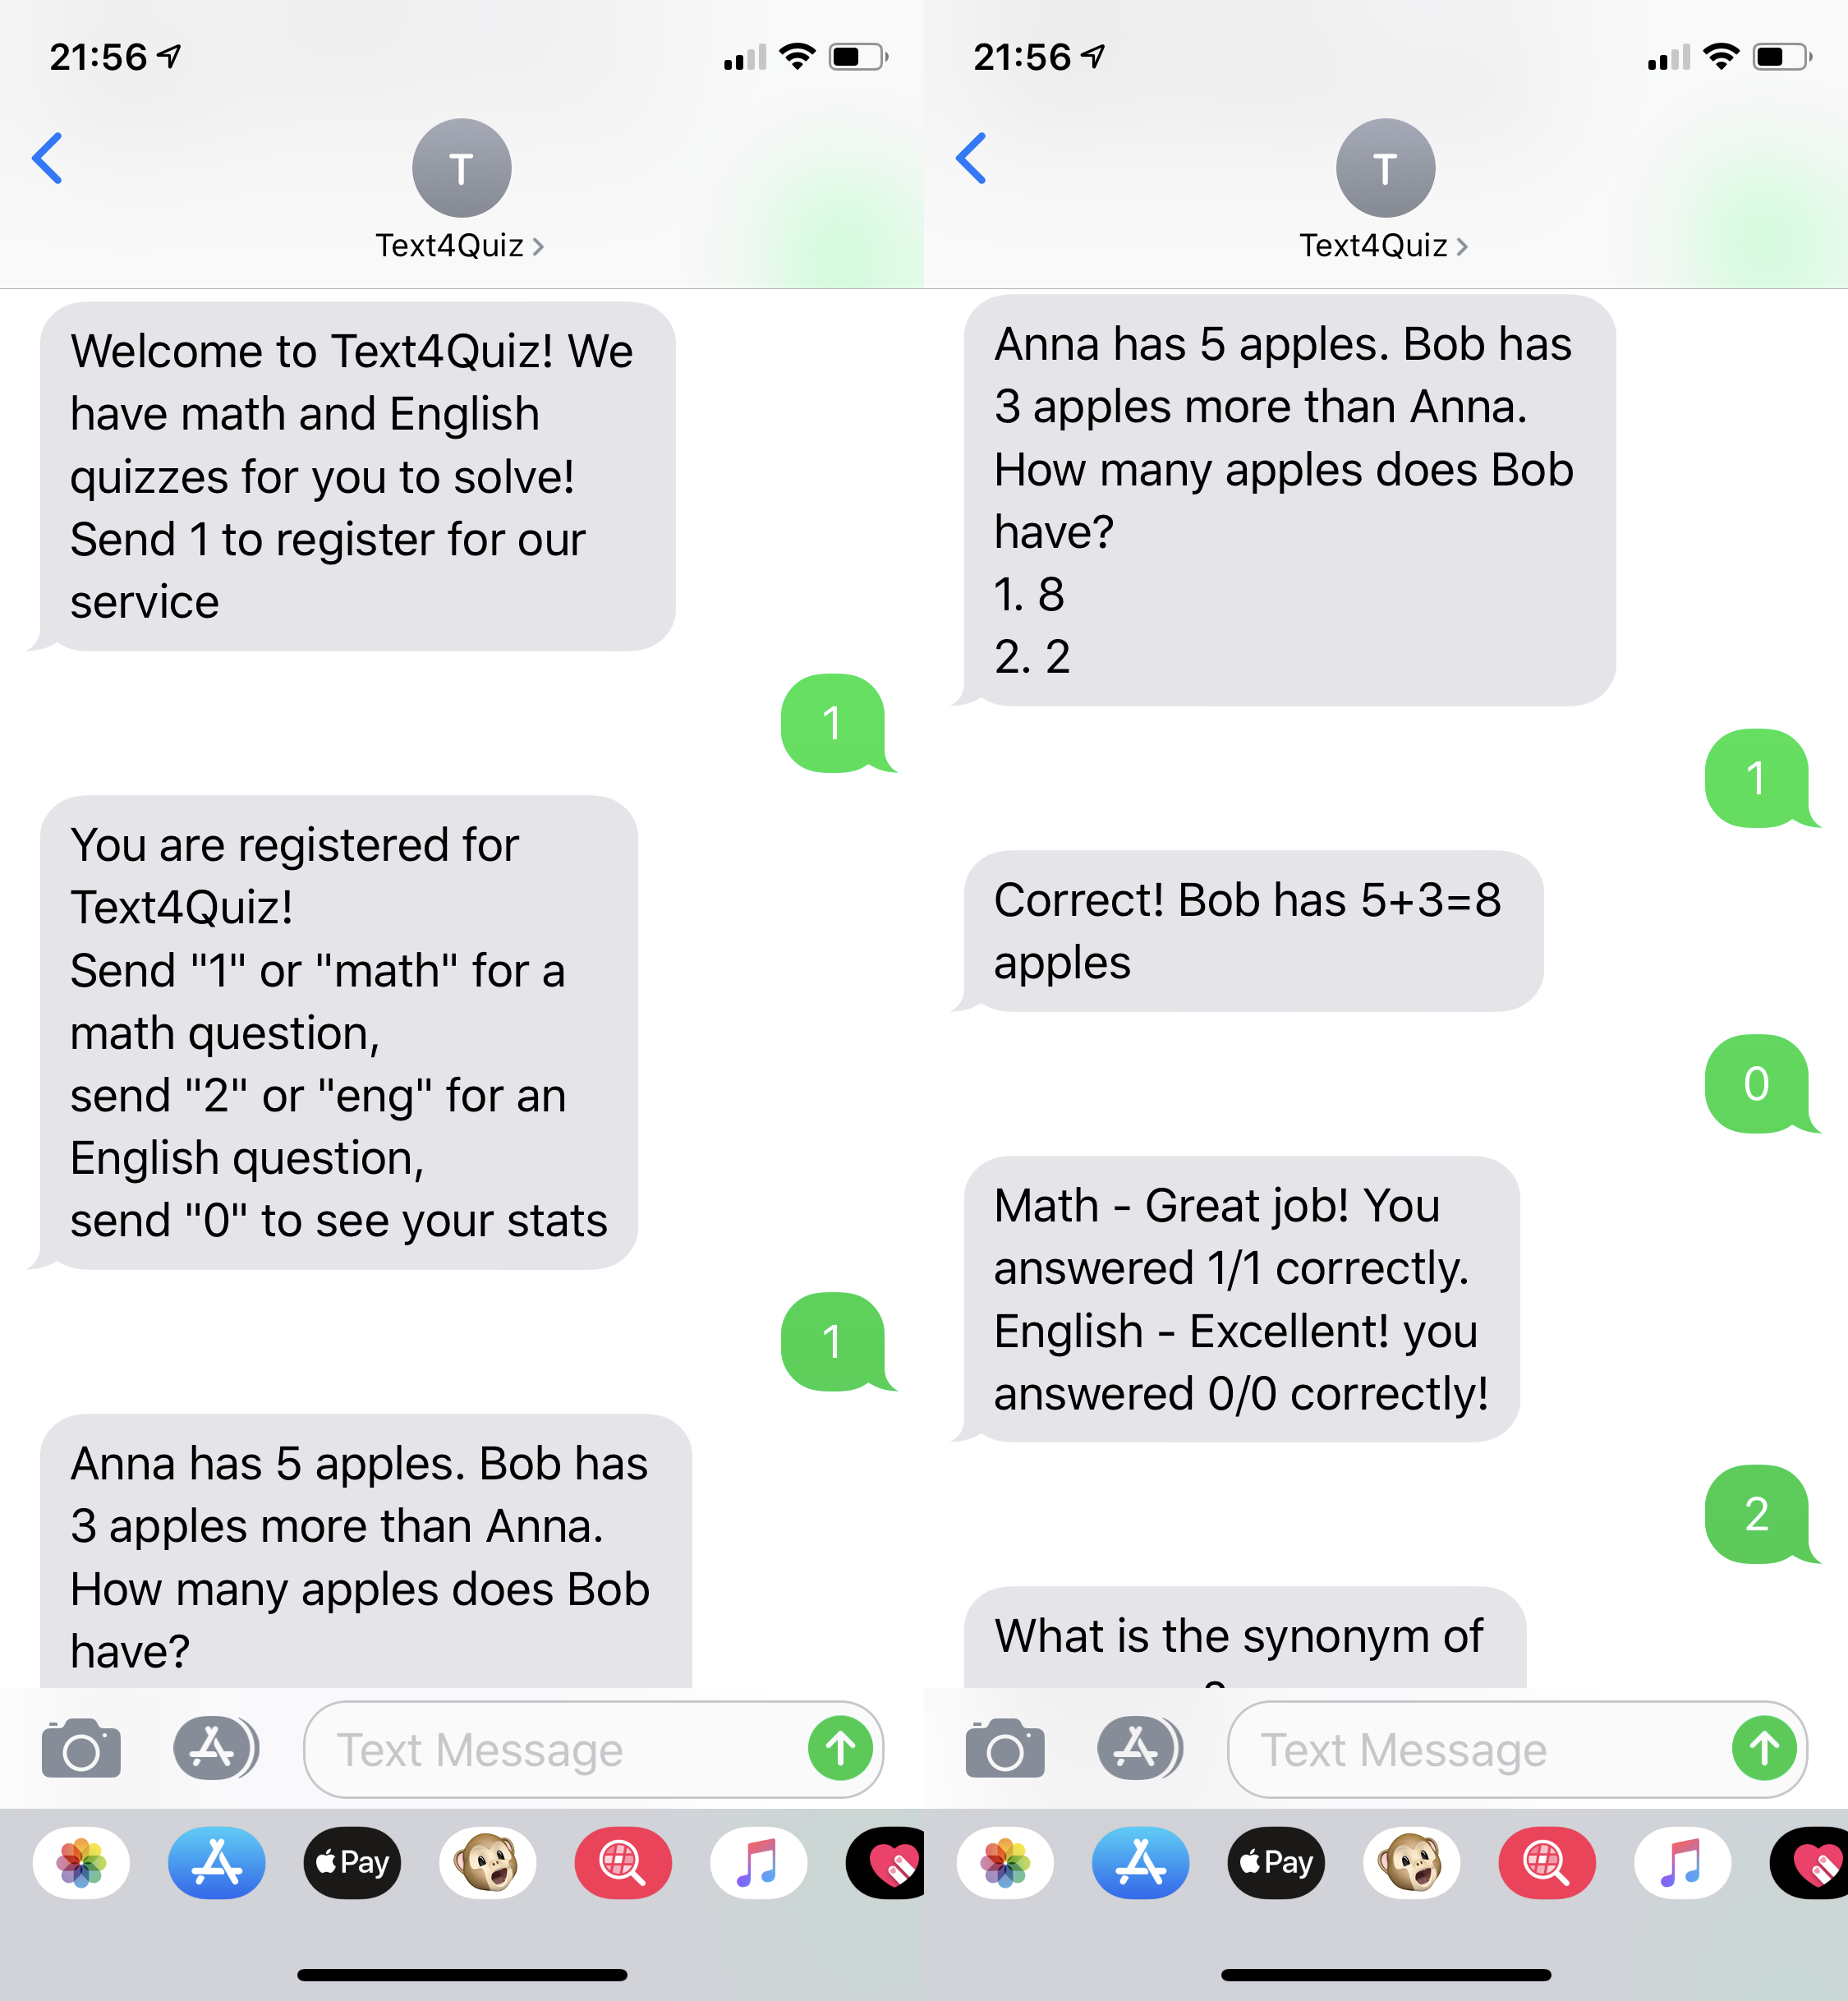 21:56
T
Text4Quiz
Welcome to Text4Quiz! We
have math and English
quizzes for you to solve!
Send 1 to register for our
service
1
You are registered for
Text4Quiz!
Send "1" or "math" for a
math question,
send "2" or "eng" for an
English question,
send "0" to see your stats
1
Anna has 5 apples. Bob has
3 apples more than Anna.
How many apples does Bob
have?
Text Message
Pay
21:56
T
Text4Quiz
Anna has 5 apples. Bob has
3 apples more than Anna.
How many apples does Bob
have?
1. 8
2. 2
1
Correct! Bob has 5+3=8
apples
0
Math - Great job! You
answered 1/1 correctly.
English - Excellent! you
answered 0/0 correctly!
2
What is the synonym of
Text Message
Pay